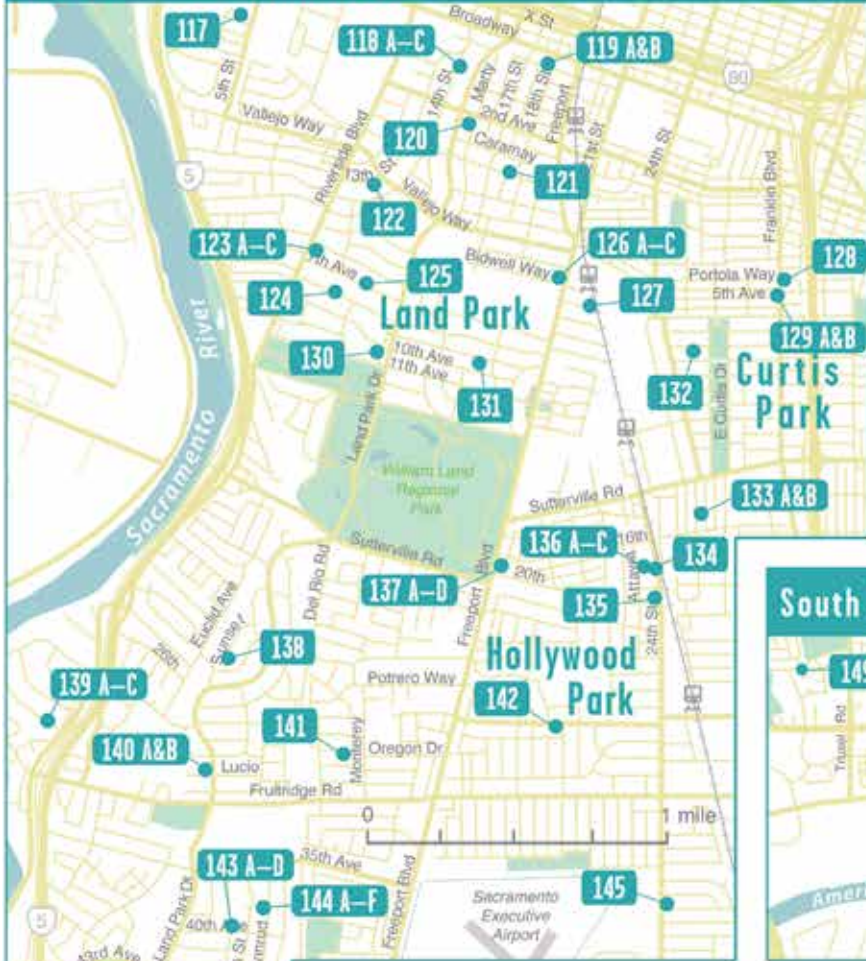 Broadway
X St
117
118 A–C
119 A&B
5th St
14th St
Marty
17th St
18th St
Freeport
21st St
80
2nd Ave
120
Caramay
Vallejo Way
Riverside Blvd
24th St
Franklin Blvd
121
5
13th St
122
Vallejo Way
123 A–C
7th Ave
125
Bidwell Way
126 A–C
Portola Way
5th Ave
128
124
Land Park
127
129 A&B
Sacramento River
130
10th Ave
11th Ave
131
132
Curtis
Park
E Curtis Dr
Land Park Dr
William Land
Regional
Park
Sutterville Rd
133 A&B
Sutterville Rd
136 A–C
16th
134
137 A–D
20th
Attawa
135
24th St
Del Rio Rd
Freeport Blvd
Euclid Ave
Sunset
26th
138
Hollywood
Park
Potrero Way
139 A–C
142
141
Monterey
Oregon Dr
140 A&B
Lucio
Fruitridge Rd
0
1 mile
143 A–D
35th Ave
144 A–F
145
40th
Land Park Dr
Freeport Blvd
Sacramento
Executive
Airport
5
43rd Ave
South
Truxel Rd